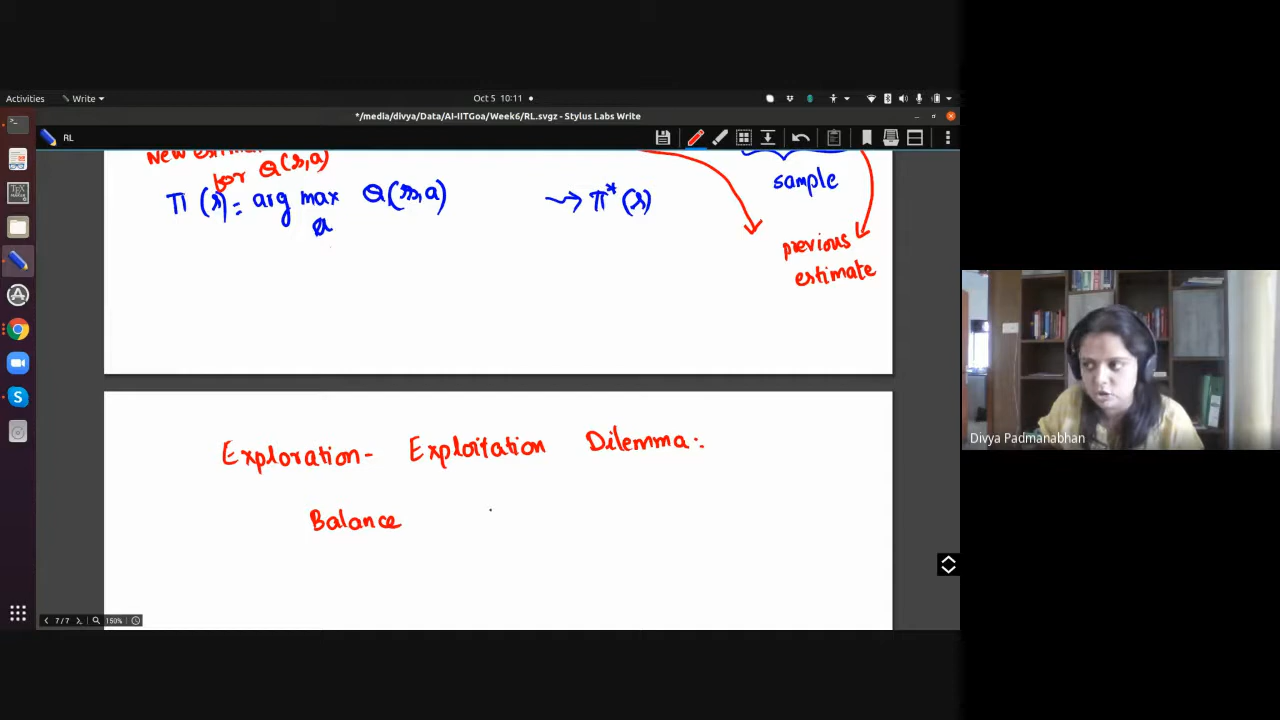 Activities Write Oct 5 10:11
*/media/divya/Data/AI-IITGoa/Week6/RL.svgz - Stylus Labs Write
RL
for Q(s,a)
sample
π(s) = arg max Q(s,a) → π*(s)
a
previous
estimate
Exploration- Exploitation Dilemma:-
Balance
Divya Padmanabhan
7/7 150%